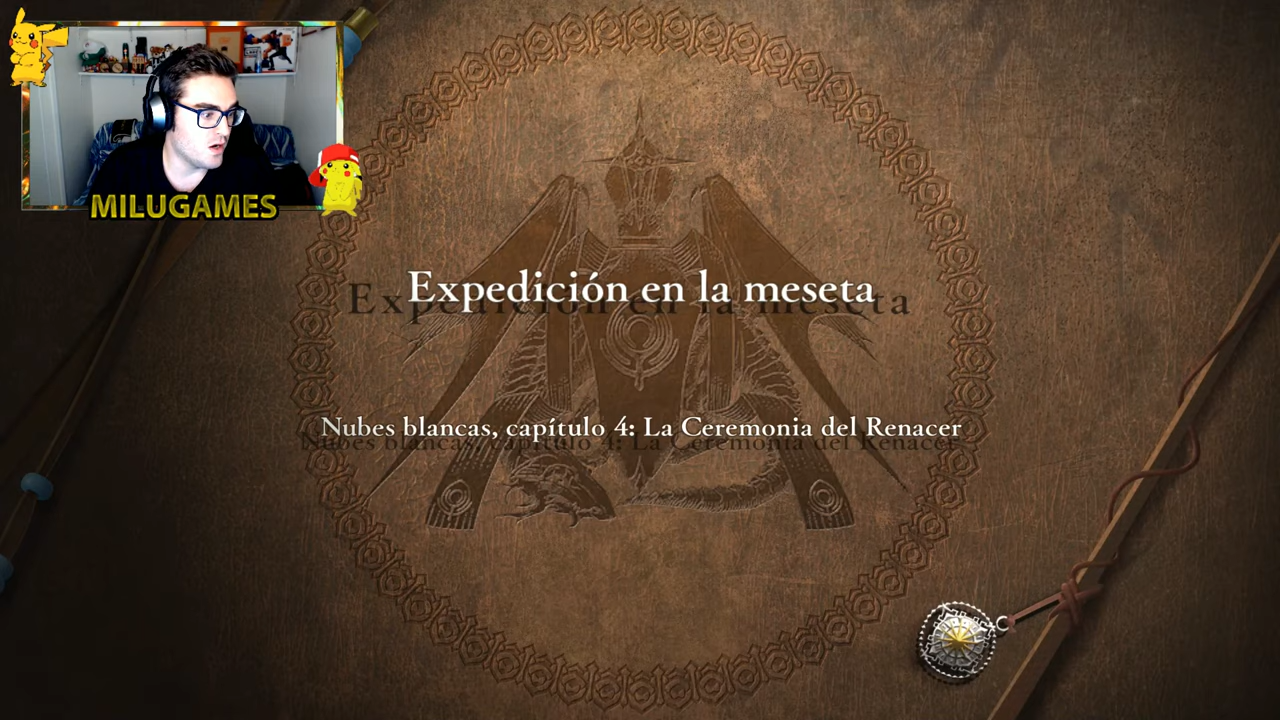 MILUGAMES
Expedición en la meseta
Nubes blancas, capítulo 4: La Ceremonia del Renacer